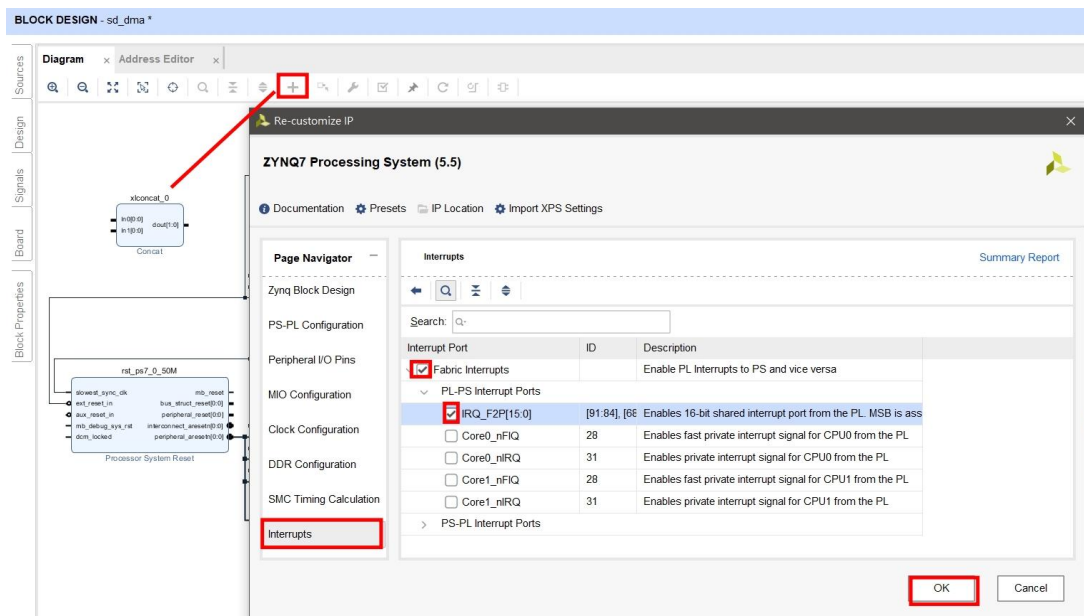 BLOCK DESIGN - sd_dma *
Sources
Design
Signals
Board
Block Properties
Diagram × Address Editor ×
xlconcat_0
In0[0:0]
In1[0:0]
dout[1:0]
Concat
rst_ps7_0_50M
slowest_sync_clk
ext_reset_in
aux_reset_in
mb_debug_sys_rst
dcm_locked
mb_reset
bus_struct_reset[0:0]
peripheral_reset[0:0]
interconnect_aresetn[0:0]
peripheral_aresetn[0:0]
Processor System Reset
Re-customize IP
ZYNQ7 Processing System (5.5)
Documentation Presets IP Location Import XPS Settings
Page Navigator
Zynq Block Design
PS-PL Configuration
Peripheral I/O Pins
MIO Configuration
Clock Configuration
DDR Configuration
SMC Timing Calculation
Interrupts
Interrupts Summary Report
Search:
Interrupt Port ID Description
Fabric Interrupts Enable PL Interrupts to PS and vice versa
PL-PS Interrupt Ports
IRQ_F2P[15:0] [91:84], [68 Enables 16-bit shared interrupt port from the PL. MSB is ass
Core0_nFIQ 28 Enables fast private interrupt signal for CPU0 from the PL
Core0_nIRQ 31 Enables private interrupt signal for CPU0 from the PL
Core1_nFIQ 28 Enables fast private interrupt signal for CPU1 from the PL
Core1_nIRQ 31 Enables private interrupt signal for CPU1 from the PL
PS-PL Interrupt Ports
OK Cancel